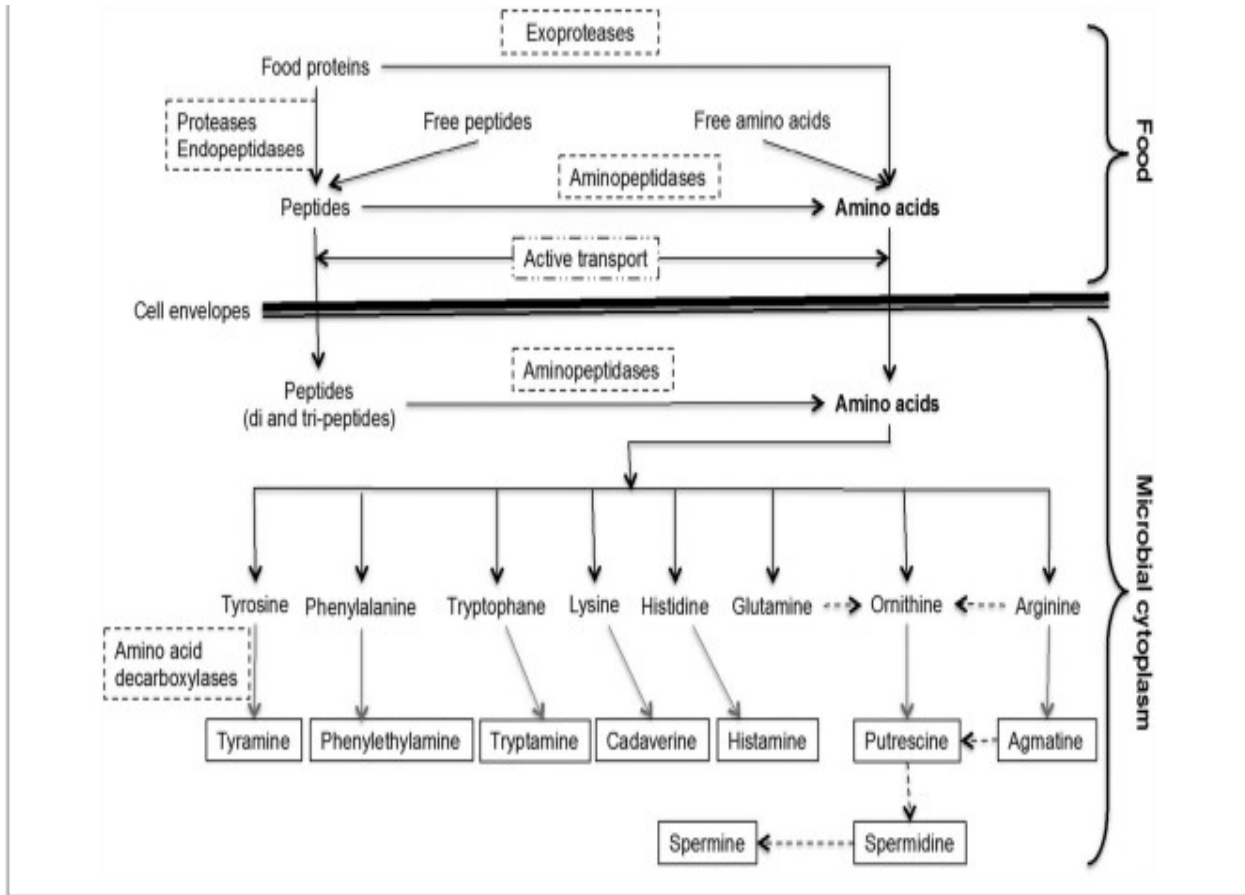 Exoproteases
Food proteins
Proteases
Endopeptidases
Free peptides
Free amino acids
Aminopeptidases
Peptides
Amino acids
Active transport
Food
Cell envelopes
Aminopeptidases
Peptides
(di and tri-peptides)
Amino acids
Microbial cytoplasm
Tyrosine
Phenylalanine
Tryptophane
Lysine
Histidine
Glutamine
Ornithine
Arginine
Amino acid
decarboxylases
Tyramine
Phenylethylamine
Tryptamine
Cadaverine
Histamine
Putrescine
Agmatine
Spermine
Spermidine